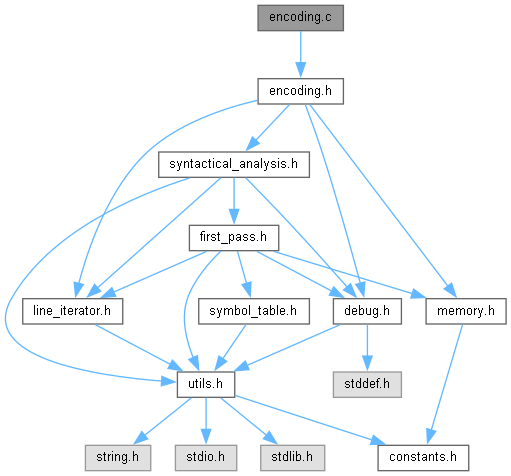 encoding.c
encoding.h
syntactical_analysis.h
first_pass.h
line_iterator.h
symbol_table.h
debug.h
memory.h
utils.h
stddef.h
string.h
stdio.h
stdlib.h
constants.h